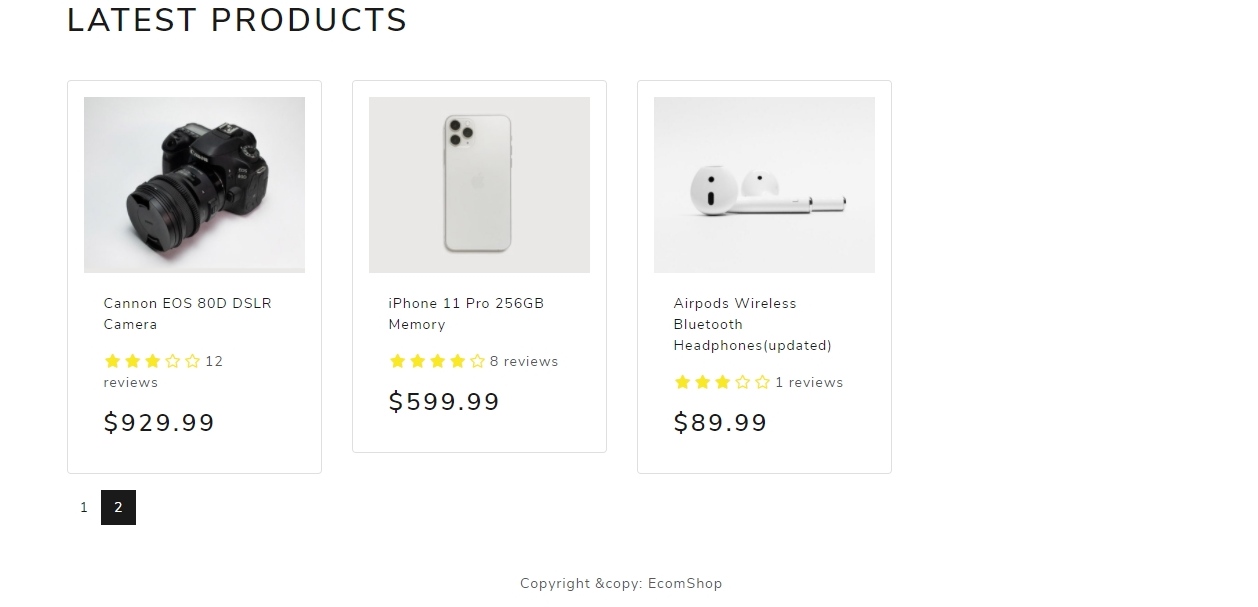 LATEST PRODUCTS
Cannon EOS 80D DSLR
Camera
12
reviews
$929.99
iPhone 11 Pro 256GB
Memory
8 reviews
$599.99
Airpods Wireless
Bluetooth
Headphones(updated)
1 reviews
$89.99
1 2
Copyright &copy: EcomShop